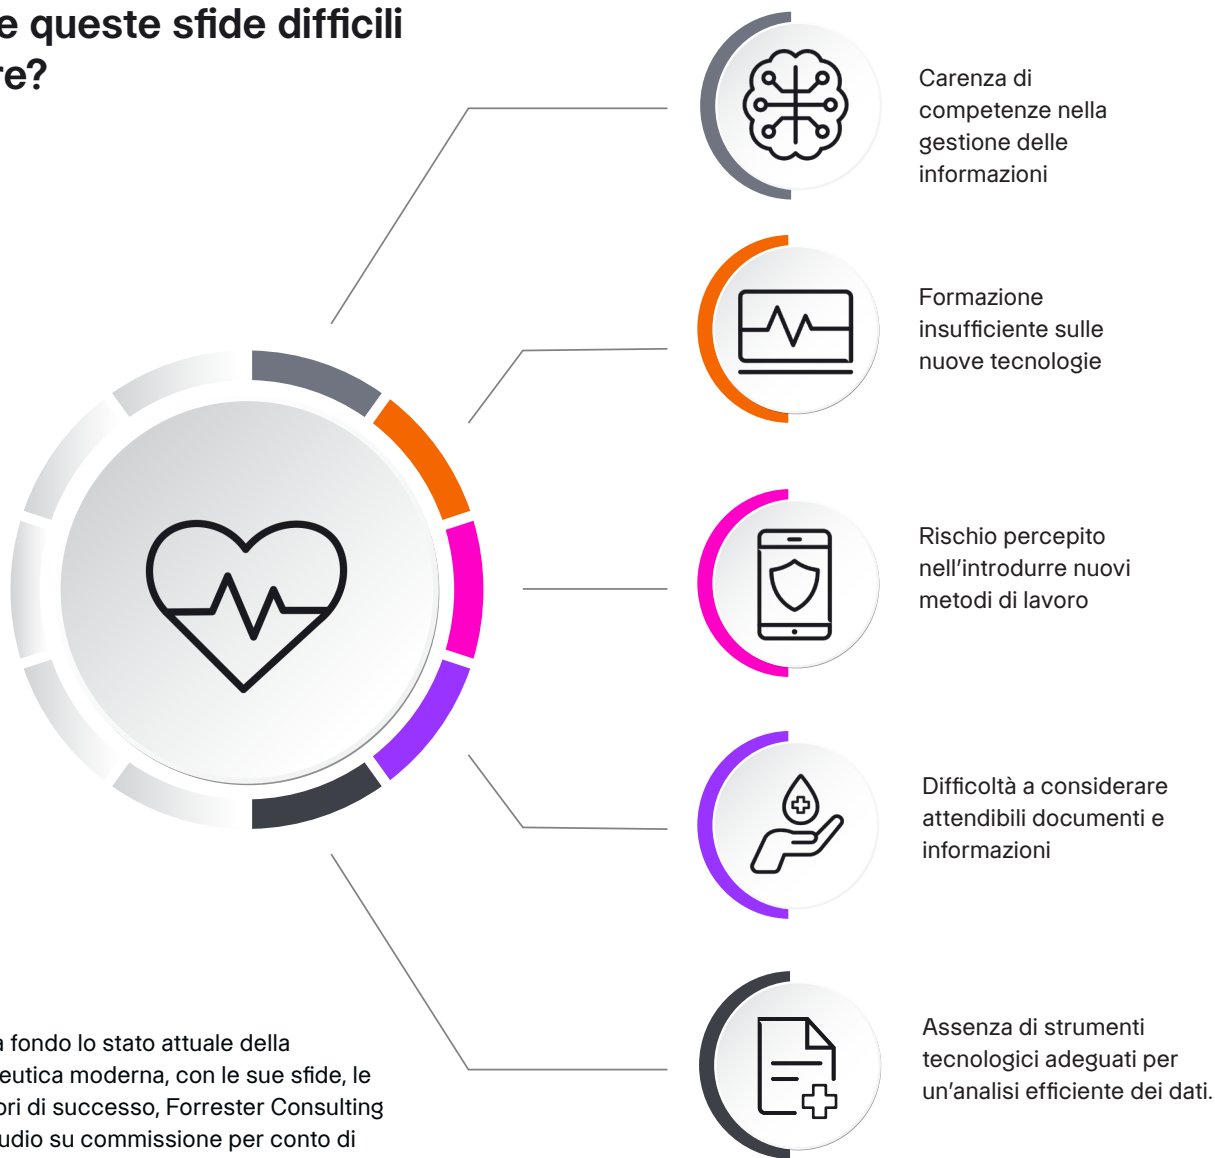 e queste sfide difficili
re?
Carenza di
competenze nella
gestione delle
informazioni
Formazione
insufficiente sulle
nuove tecnologie
Rischio percepito
nell’introdurre nuovi
metodi di lavoro
Difficoltà a considerare
attendibili documenti e
informazioni
Assenza di strumenti
tecnologici adeguati per
un’analisi efficiente dei dati.
a fondo lo stato attuale della
eutica moderna, con le sue sfide, le
ori di successo, Forrester Consulting
udio su commissione per conto di